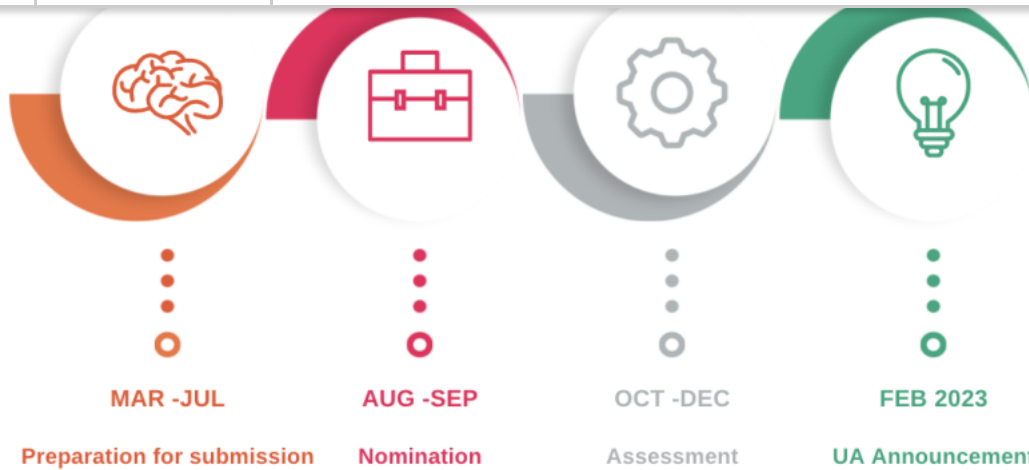 MAR -JUL
AUG -SEP
OCT -DEC
FEB 2023
Preparation for submission
Nomination
Assessment
UA Announcement